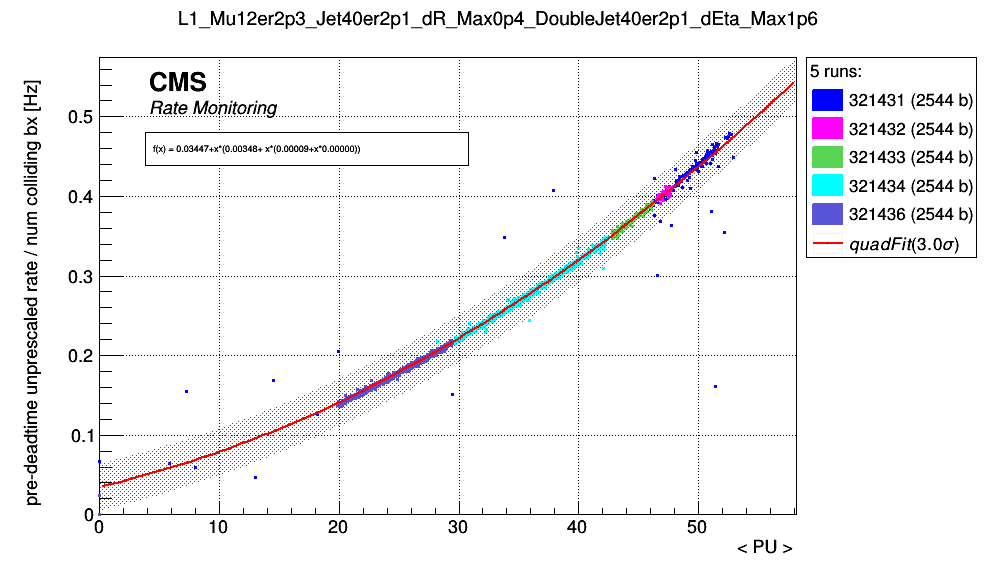 L1_Mu12er2p3_Jet40er2p1_dR_Max0p4_DoubleJet40er2p1_dEta_Max1p6
pre-deadtime unprescaled rate / num colliding bx [Hz]
CMS
Rate Monitoring
f(x) = 0.03447+x*(0.00348+ x*(0.00009+x*0.00000))
0.5
0.4
0.3
0.2
0.1
0
0 10 20 30 40 50
< PU >
5 runs:
321431 (2544 b)
321432 (2544 b)
321433 (2544 b)
321434 (2544 b)
321436 (2544 b)
quadFit(3.0σ)